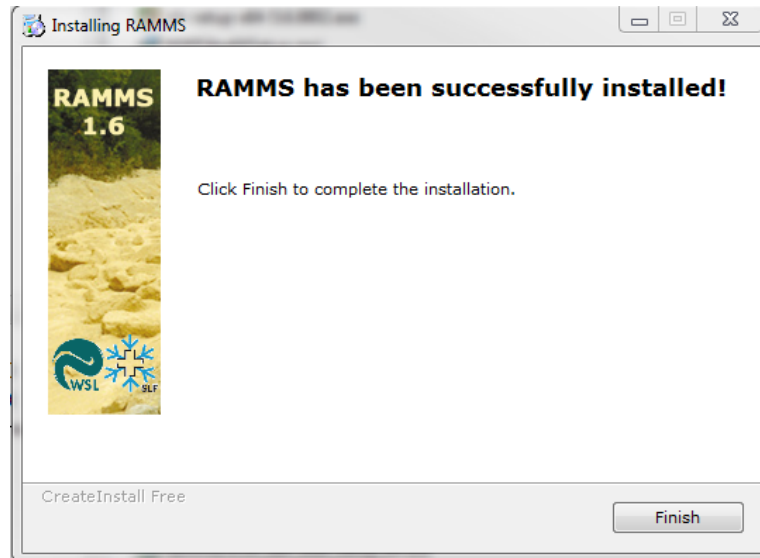 Installing RAMMS
RAMMS
1.6
RAMMS has been successfully installed!
Click Finish to complete the installation.
WSL
SLF
CreateInstall Free
Finish